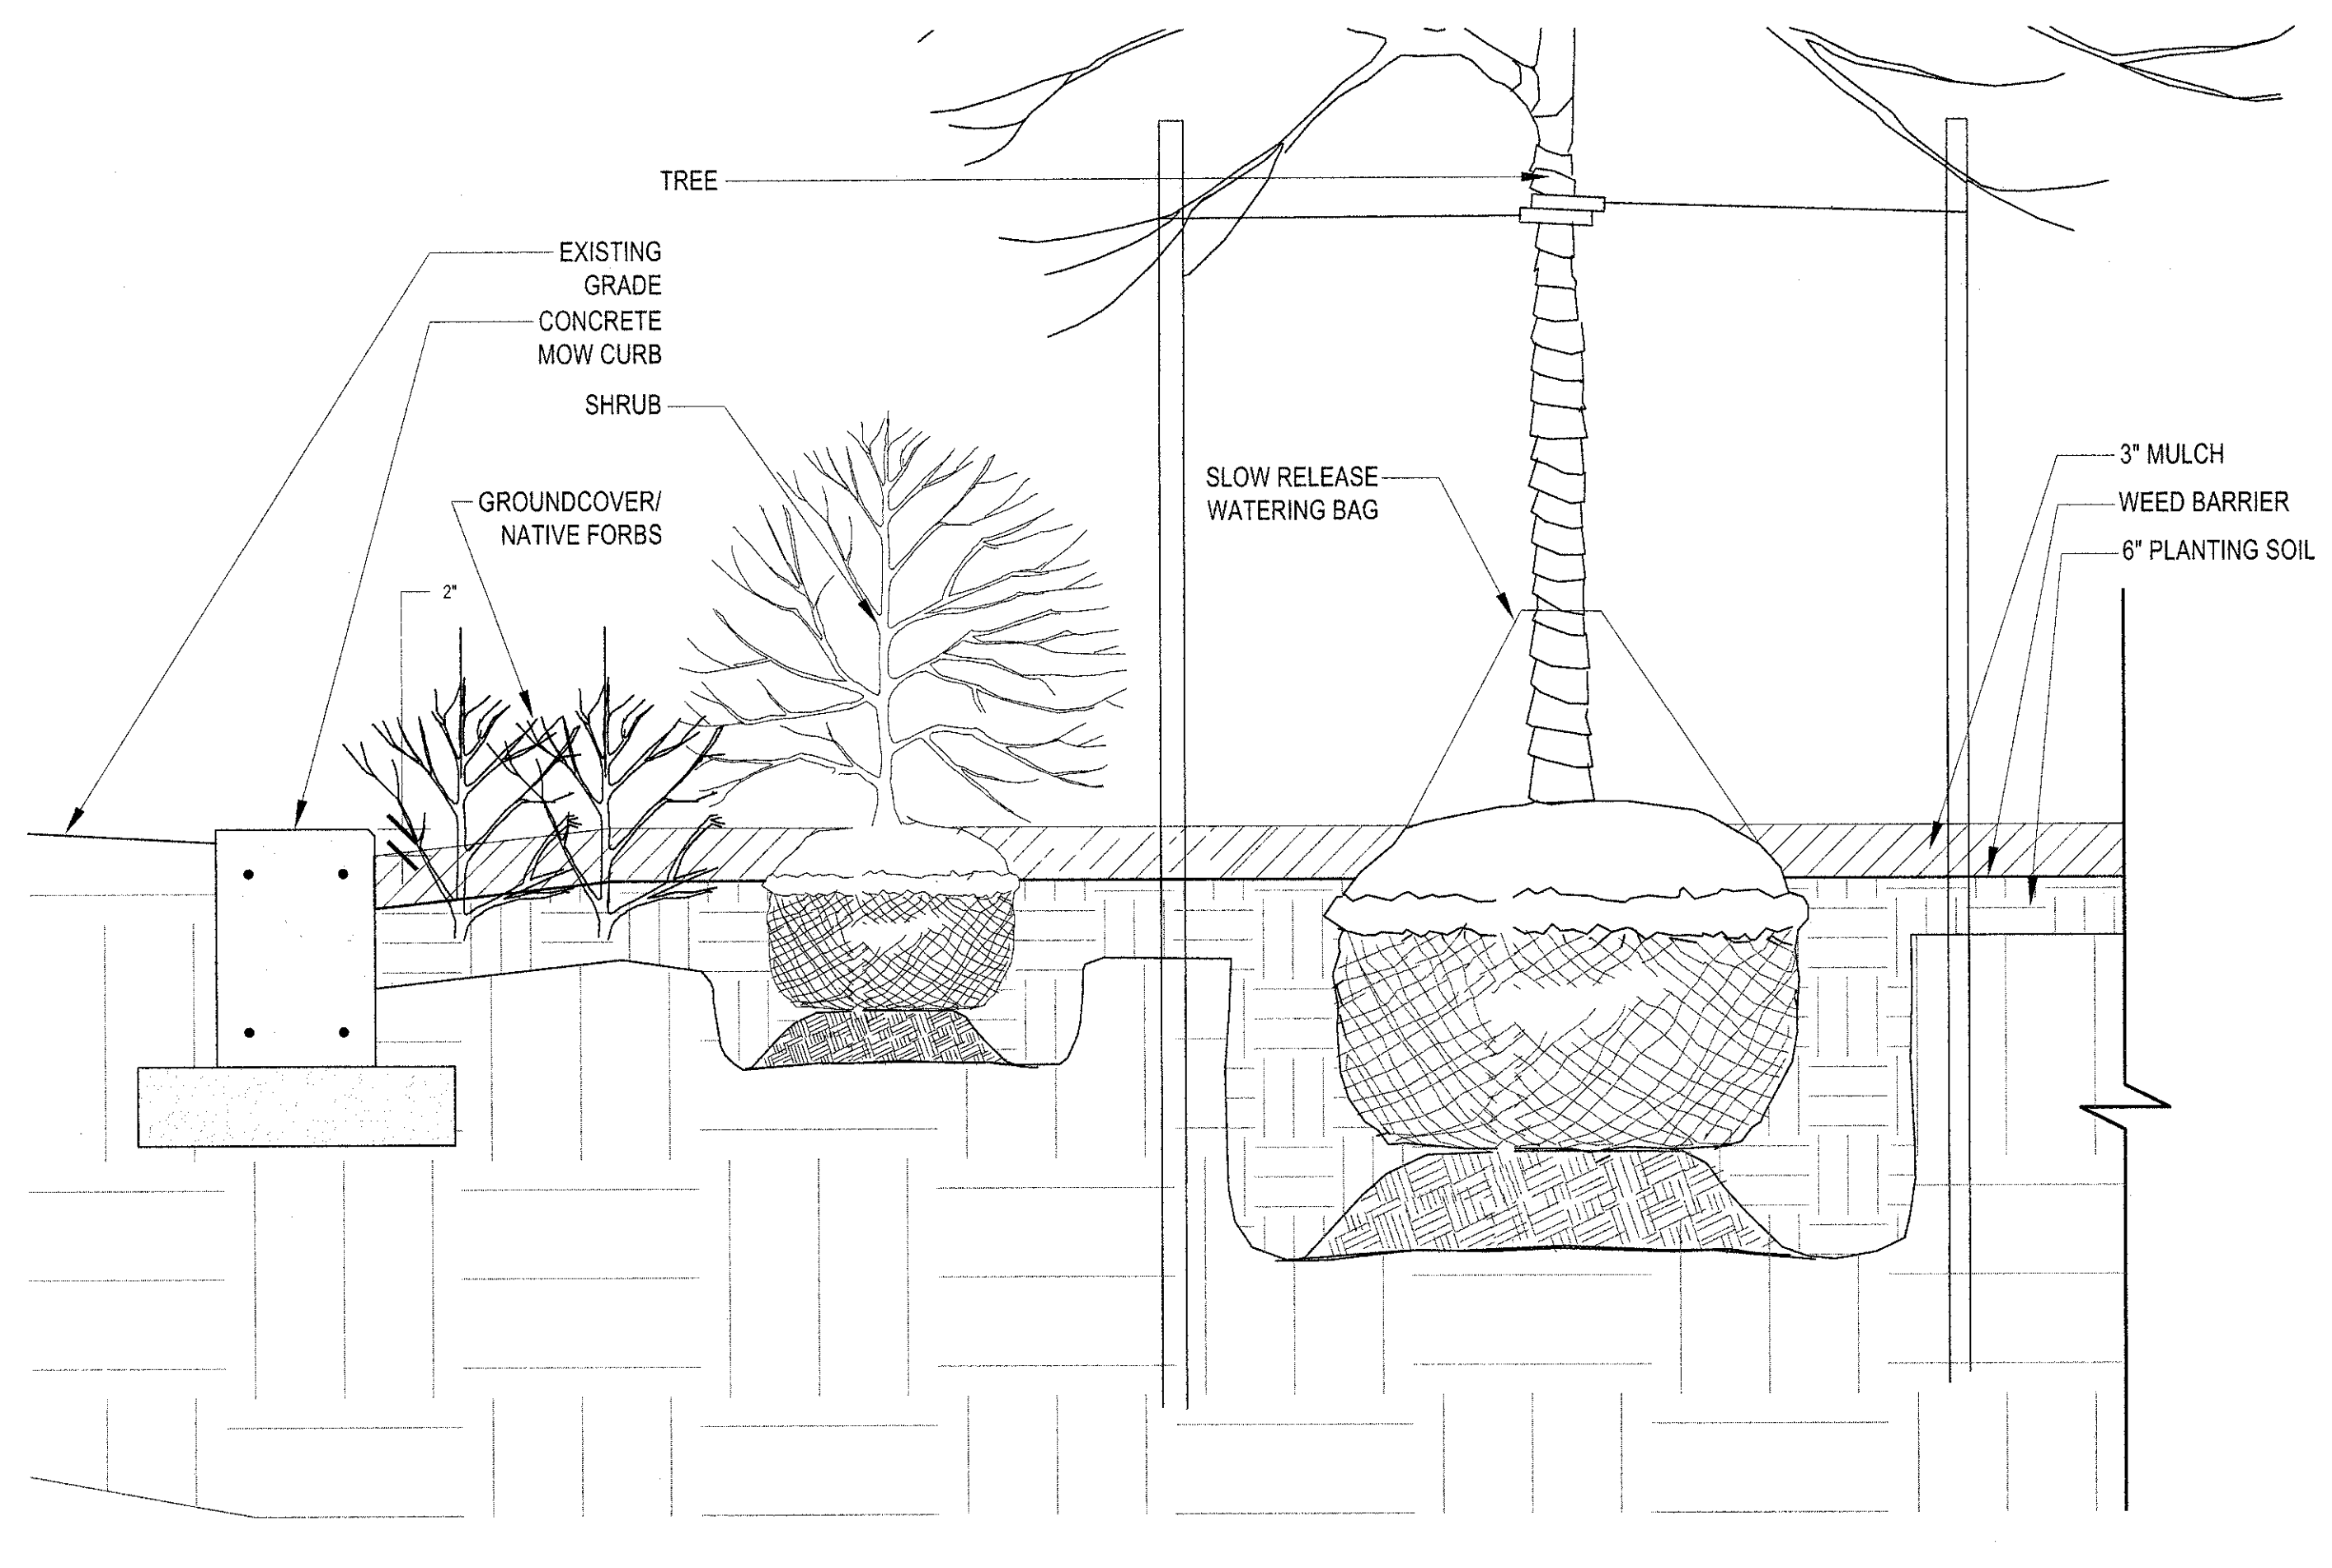 TREE
EXISTING
GRADE
CONCRETE
MOW CURB
SHRUB
GROUNDCOVER/
NATIVE FORBS
2"
SLOW RELEASE
WATERING BAG
3" MULCH
WEED BARRIER
6" PLANTING SOIL